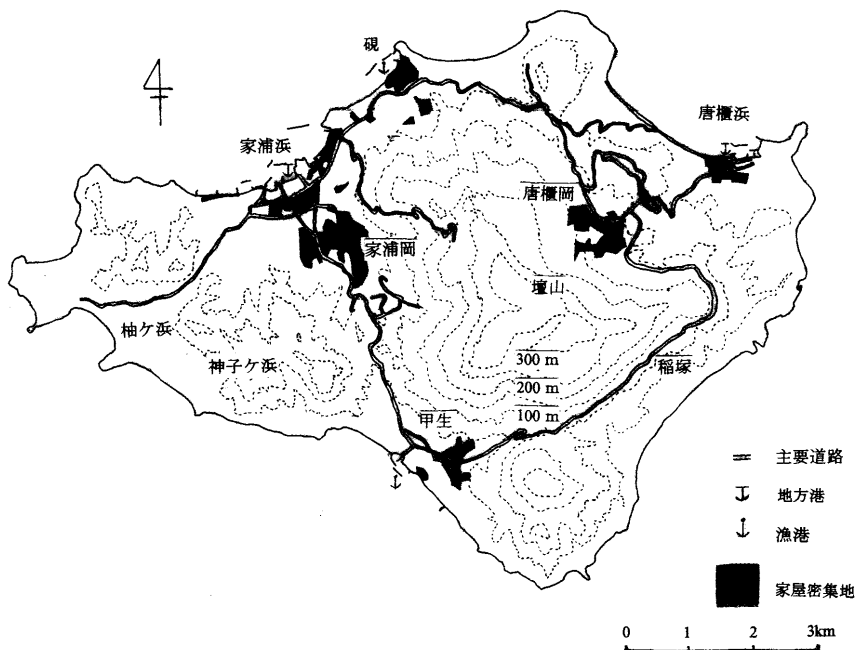 硯
唐櫃浜
家浦浜
唐櫃岡
家浦岡
壇山
柚ケ浜
神子ケ浜
300 m
稲塚
200 m
100 m
甲生
主要道路
地方港
漁港
家屋密集地
0 1 2 3km